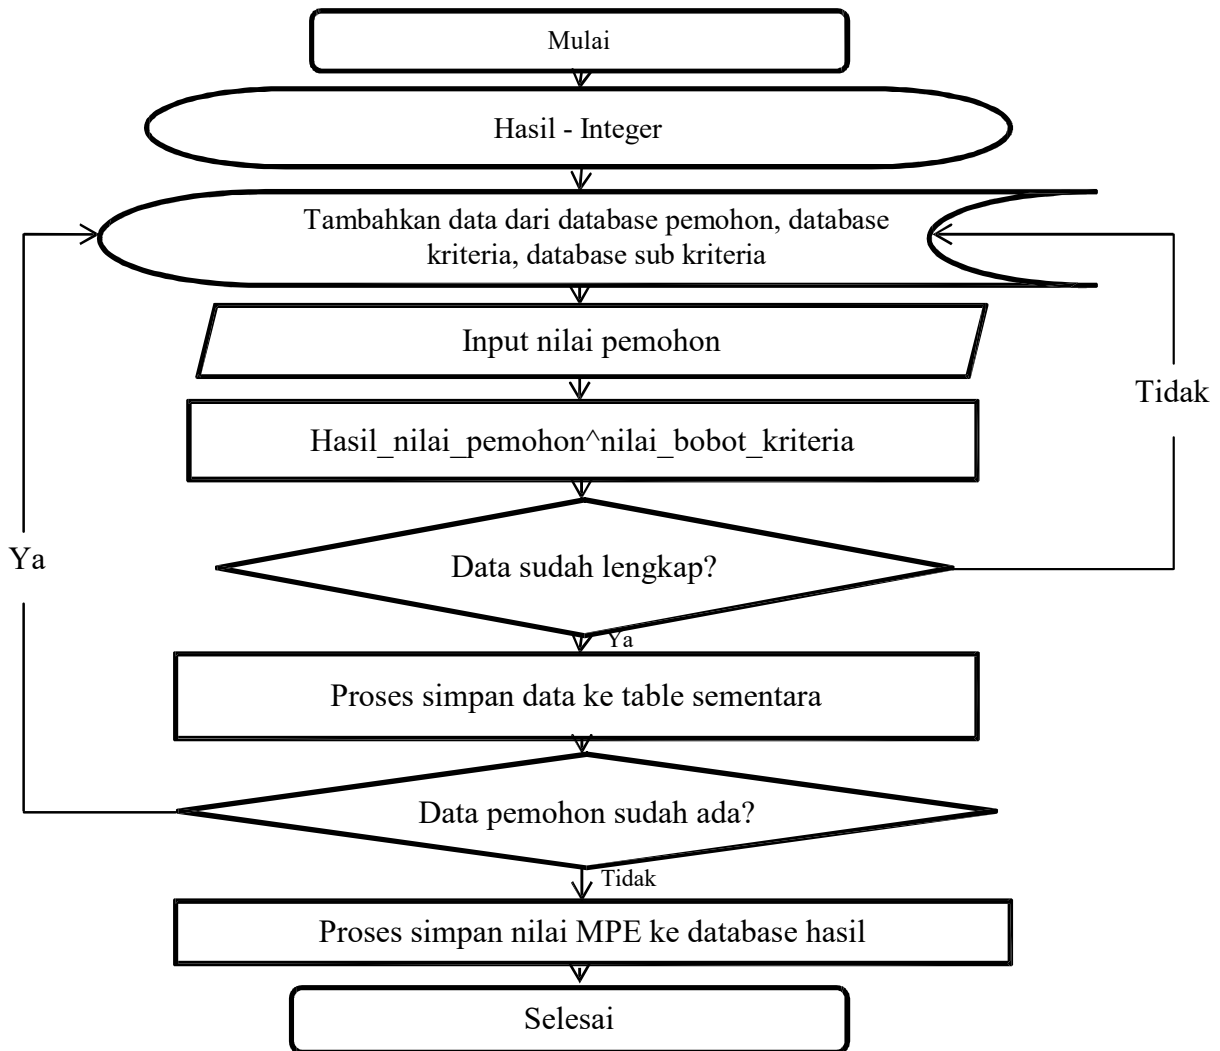 Mulai
Hasil - Integer
Tambahkan data dari database pemohon, database
kriteria, database sub kriteria
Input nilai pemohon
Tidak
Hasil_nilai_pemohon^nilai_bobot_kriteria
Ya
Data sudah lengkap?
Ya
Proses simpan data ke table sementara
Data pemohon sudah ada?
Tidak
Proses simpan nilai MPE ke database hasil
Selesai